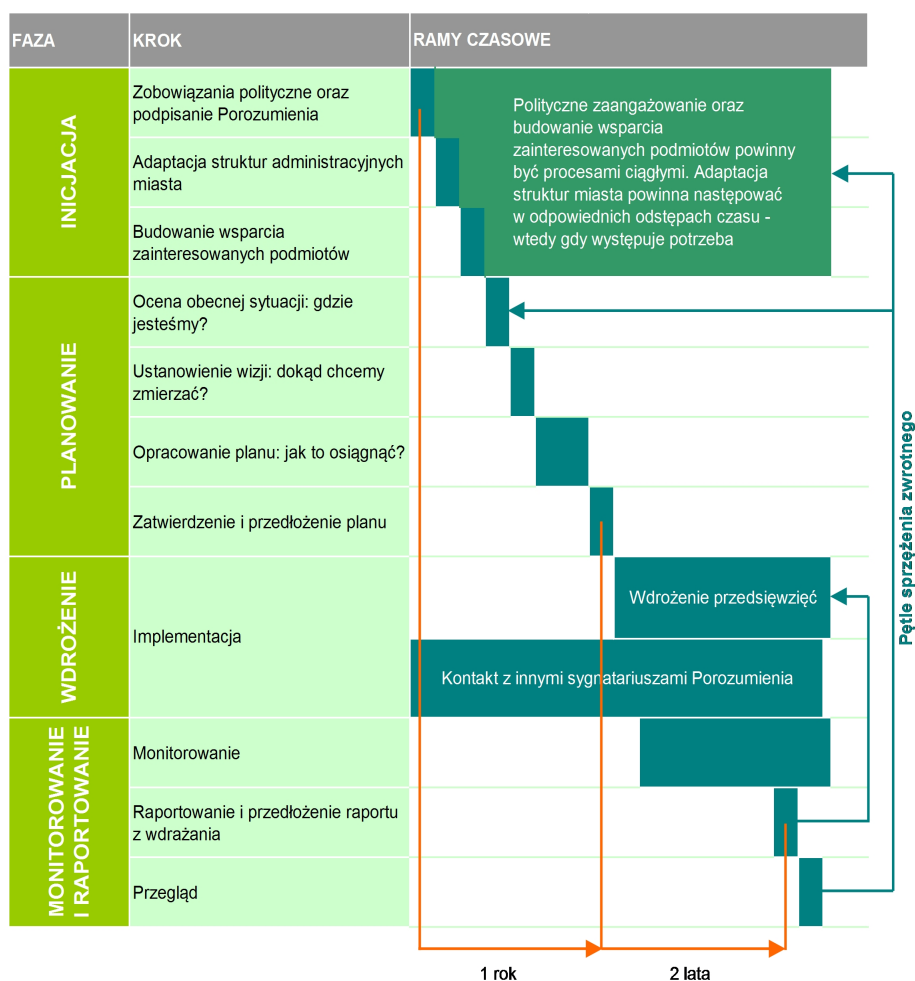 FAZA
KROK
RAMY CZASOWE
INICJACJA
Zobowiązania polityczne oraz
podpisanie Porozumienia
Adaptacja struktur administracyjnych
miasta
Budowanie wsparcia
zainteresowanych podmiotów
Polityczne zaangażowanie oraz
budowanie wsparcia
zainteresowanych podmiotów powinny
być procesami ciągłymi. Adaptacja
struktur miasta powinna następować
w odpowiednich odstępach czasu -
wtedy gdy występuje potrzeba
PLANOWANIE
Ocena obecnej sytuacji: gdzie
jesteśmy?
Ustanowienie wizji: dokąd chcemy
zmierzać?
Opracowanie planu: jak to osiągnąć?
Zatwierdzenie i przedłożenie planu
WDROŻENIE
Implementacja
Wdrożenie przedsięwzięć
Kontakt z innymi sygnatariuszami Porozumienia
MONITOROWANIE
I RAPORTOWANIE
Monitorowanie
Raportowanie i przedłożenie raportu
z wdrażania
Przegląd
Pętle sprzężenia zwrotnego
1 rok
2 lata